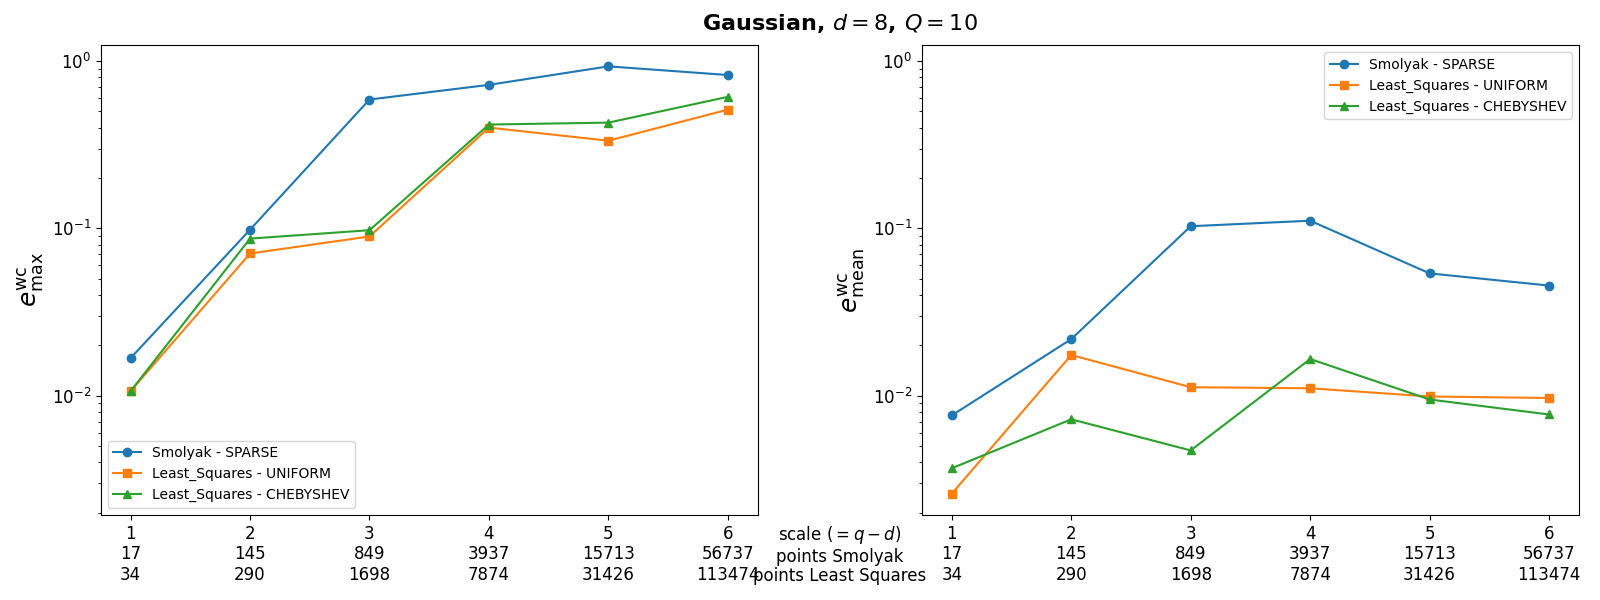 Gaussian, d = 8, Q = 10
10⁰
10⁻¹
10⁻²
e^wc_max
Smolyak - SPARSE
Least_Squares - UNIFORM
Least_Squares - CHEBYSHEV
1 2 3 4 5 6
17 145 849 3937 15713 56737
34 290 1698 7874 31426 113474
scale (= q − d)
points Smolyak
points Least Squares
10⁰
10⁻¹
10⁻²
e^wc_mean
Smolyak - SPARSE
Least_Squares - UNIFORM
Least_Squares - CHEBYSHEV
1 2 3 4 5 6
17 145 849 3937 15713 56737
34 290 1698 7874 31426 113474